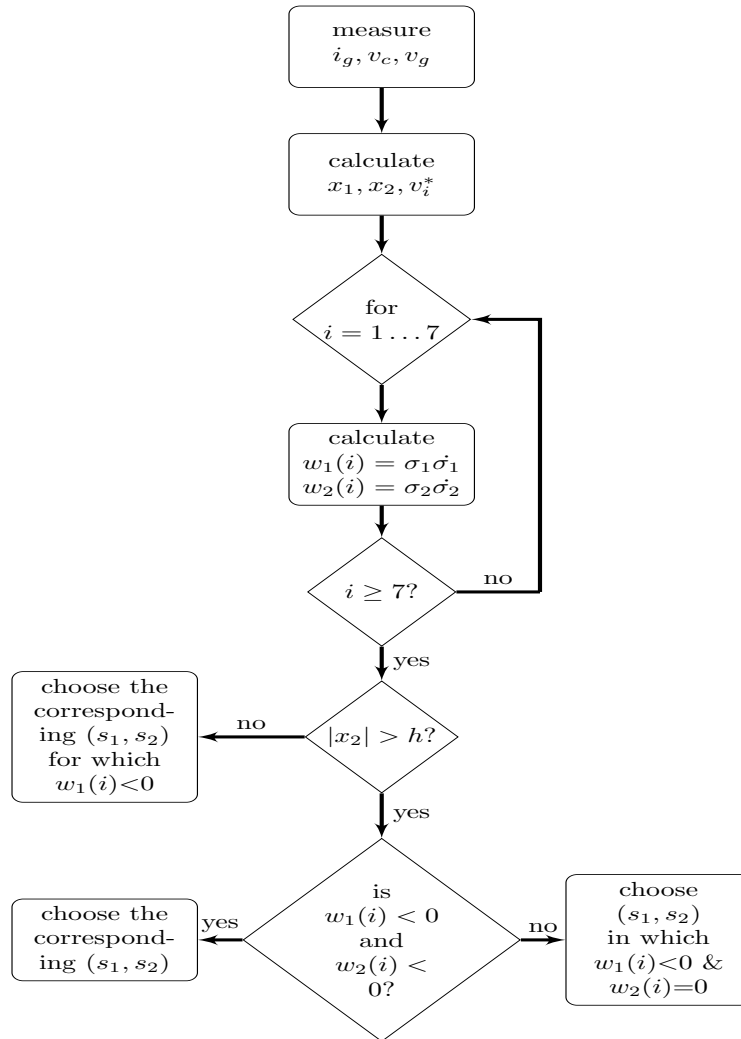 measure
i_g, v_c, v_g
calculate
x_1, x_2, v_i^*
for
i = 1 … 7
calculate
w_1(i) = σ_1σ̇_1
w_2(i) = σ_2σ̇_2
i ≥ 7?
no
yes
choose the
correspond-
ing (s_1, s_2)
for which
w_1(i)<0
no
|x_2| > h?
yes
choose the
correspond-
ing (s_1, s_2)
yes
is
w_1(i) < 0
and
w_2(i) <
0?
no
choose
(s_1, s_2)
in which
w_1(i)<0 &
w_2(i)=0